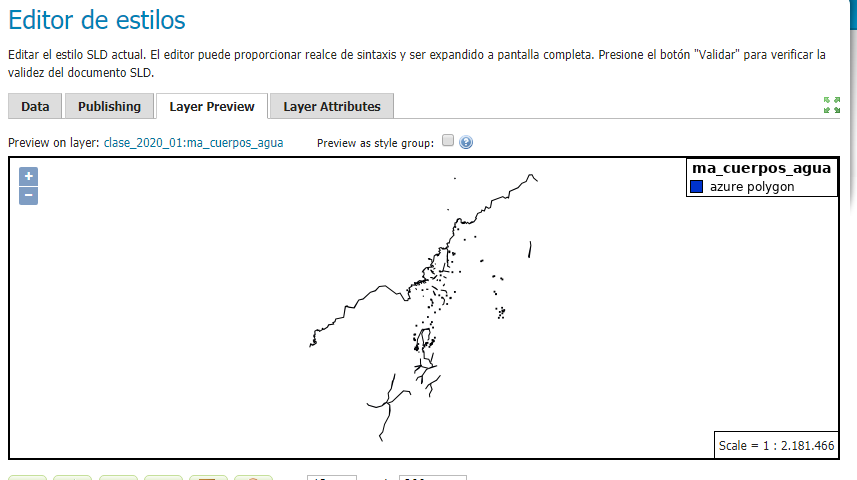 Editor de estilos
Editar el estilo SLD actual. El editor puede proporcionar realce de sintaxis y ser expandido a pantalla completa. Presione el botón "Validar" para verificar la
validez del documento SLD.
Data Publishing Layer Preview Layer Attributes
Preview on layer: clase_2020_01:ma_cuerpos_agua Preview as style group:
+
−
ma_cuerpos_agua
azure polygon
Scale = 1 : 2.181.466